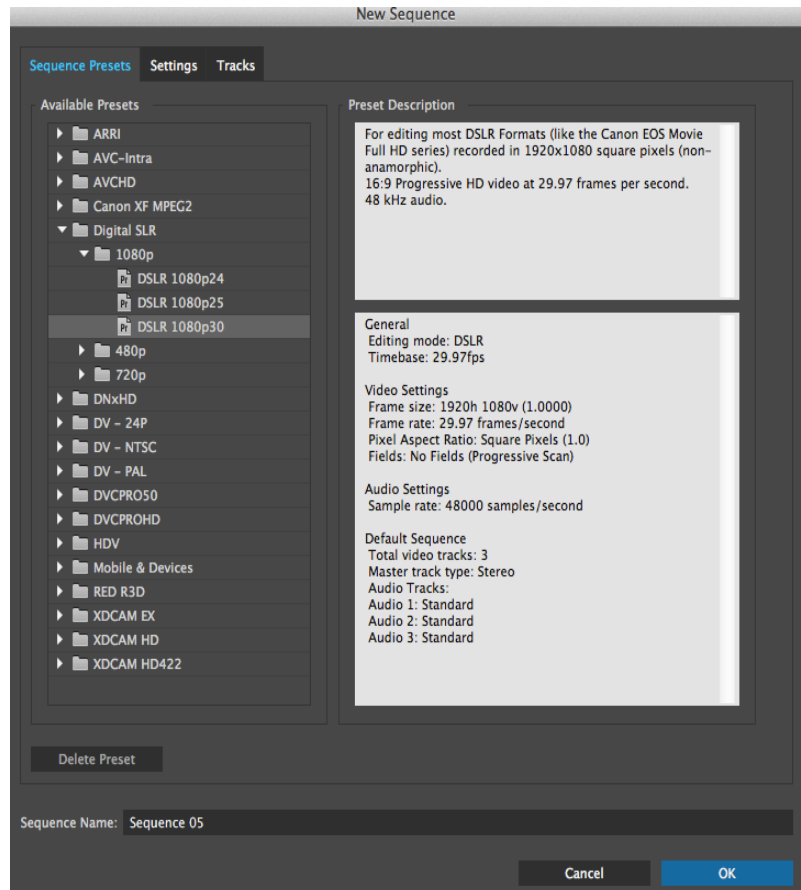 New Sequence
Sequence Presets Settings Tracks
Available Presets
ARRI
AVC-Intra
AVCHD
Canon XF MPEG2
Digital SLR
1080p
DSLR 1080p24
DSLR 1080p25
DSLR 1080p30
480p
720p
DNxHD
DV – 24P
DV – NTSC
DV – PAL
DVCPRO50
DVCPROHD
HDV
Mobile & Devices
RED R3D
XDCAM EX
XDCAM HD
XDCAM HD422
Delete Preset
Preset Description
For editing most DSLR Formats (like the Canon EOS Movie
Full HD series) recorded in 1920x1080 square pixels (non-
anamorphic).
16:9 Progressive HD video at 29.97 frames per second.
48 kHz audio.
General
Editing mode: DSLR
Timebase: 29.97fps
Video Settings
Frame size: 1920h 1080v (1.0000)
Frame rate: 29.97 frames/second
Pixel Aspect Ratio: Square Pixels (1.0)
Fields: No Fields (Progressive Scan)
Audio Settings
Sample rate: 48000 samples/second
Default Sequence
Total video tracks: 3
Master track type: Stereo
Audio Tracks:
Audio 1: Standard
Audio 2: Standard
Audio 3: Standard
Sequence Name: Sequence 05
Cancel OK